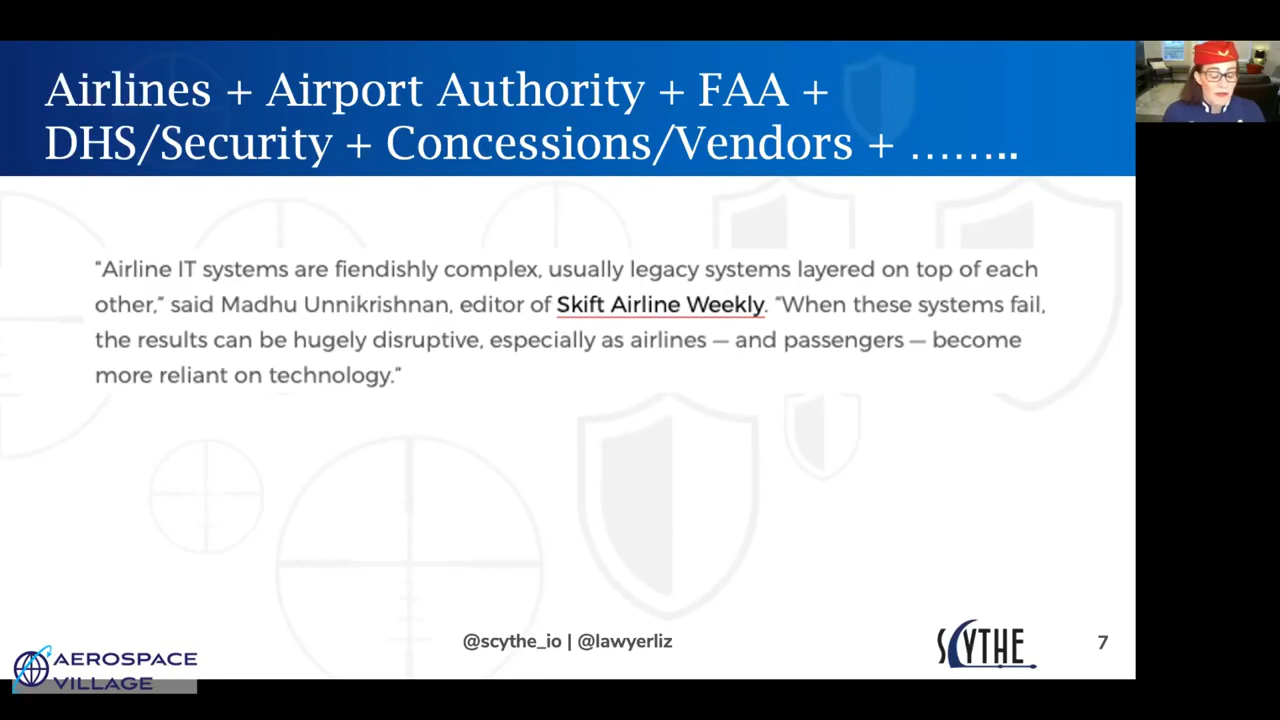 Airlines + Airport Authority + FAA +
DHS/Security + Concessions/Vendors + ……..
“Airline IT systems are fiendishly complex, usually legacy systems layered on top of each
other,” said Madhu Unnikrishnan, editor of Skift Airline Weekly. “When these systems fail,
the results can be hugely disruptive, especially as airlines — and passengers — become
more reliant on technology.”
@scythe_io | @lawyerliz
SCYTHE
7
AEROSPACE
VILLAGE